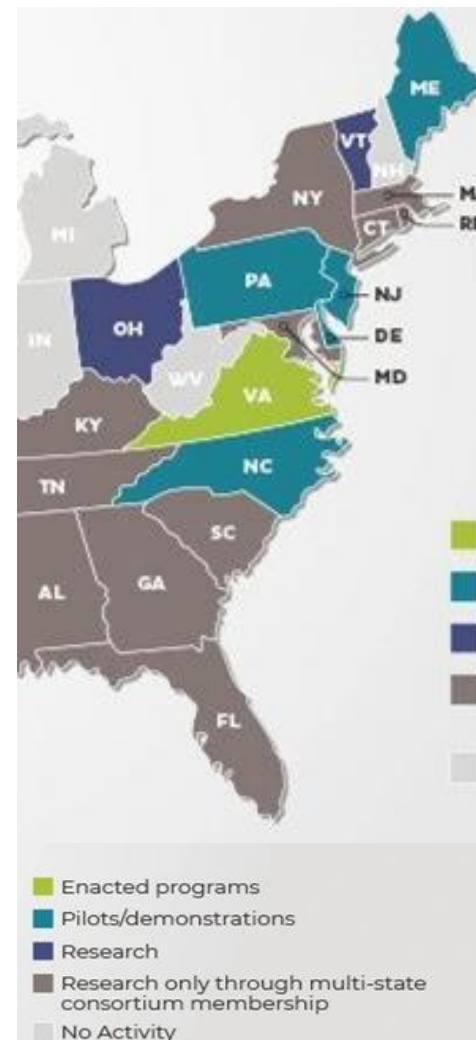 ME
VT
NH
NY
MA
CT
RI
MI
PA
NJ
OH
IN
DE
WV
MD
VA
KY
NC
TN
SC
AL
GA
FL
Enacted programs
Pilots/demonstrations
Research
Research only through multi-state
consortium membership
No Activity